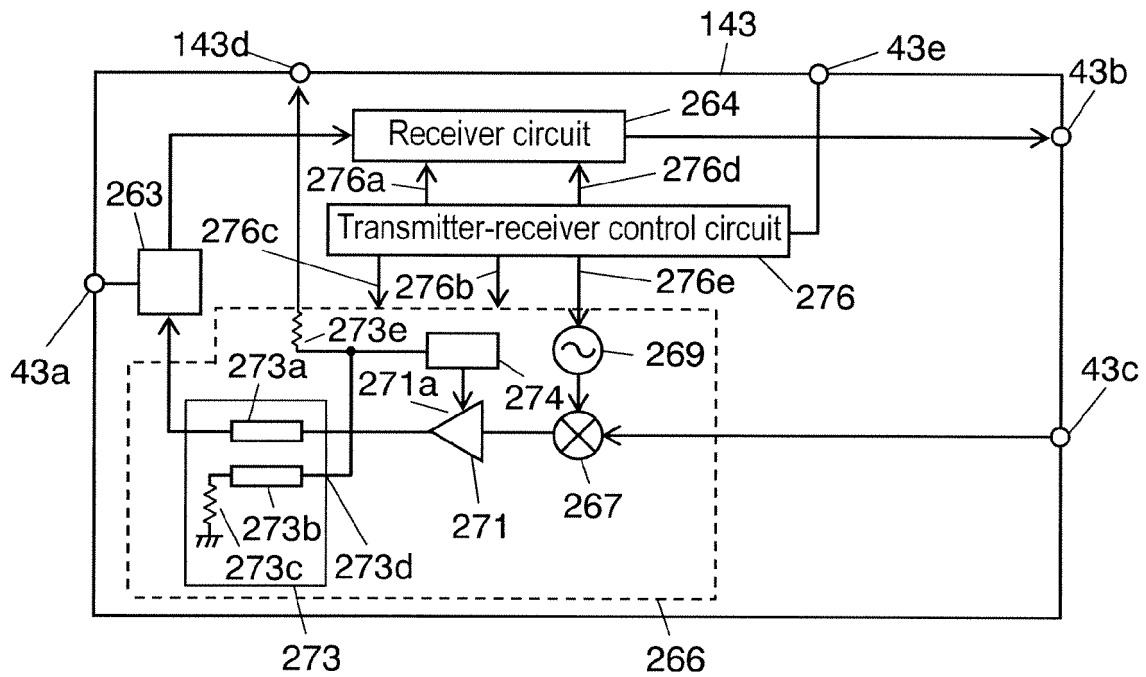 143d
143
43e
43b
264
Receiver circuit
276a
276d
263
276c
Transmitter-receiver control circuit
276b
276e
276
43a
273e
269
273a
271a
274
43c
273b
271
267
273c
273d
273
266